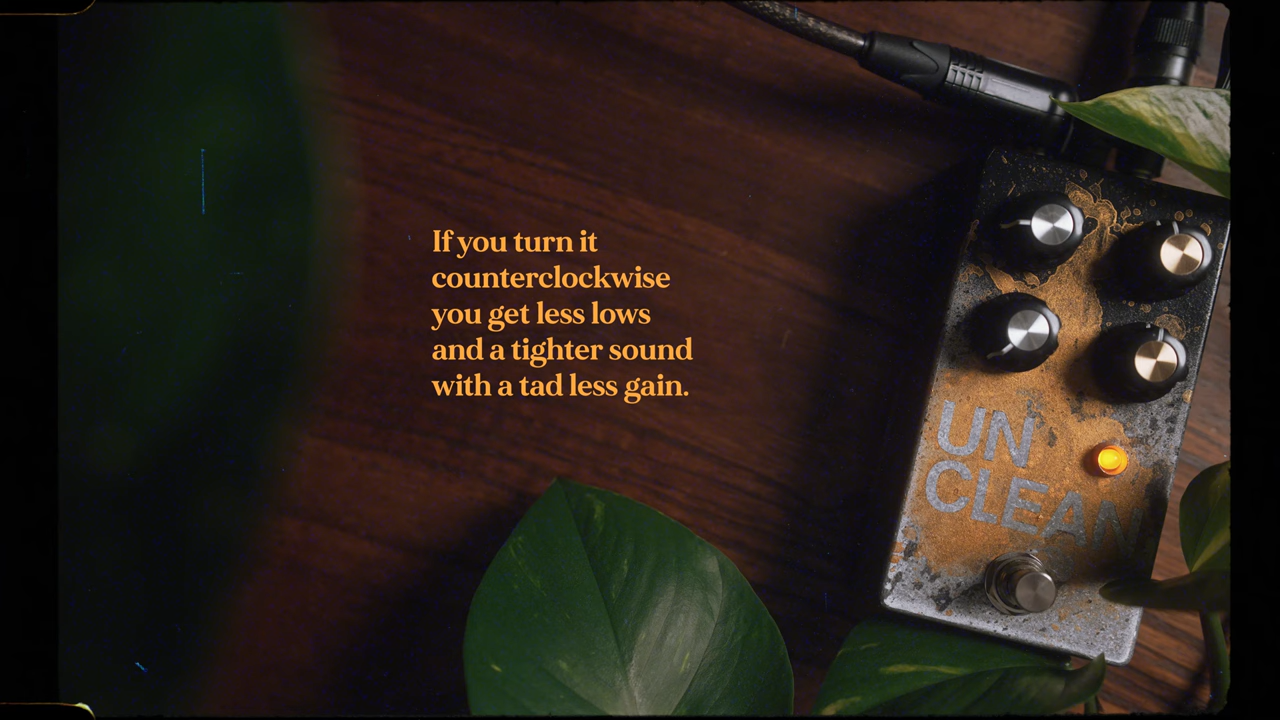 If you turn it
counterclockwise
you get less lows
and a tighter sound
with a tad less gain.
UN
CLEAN